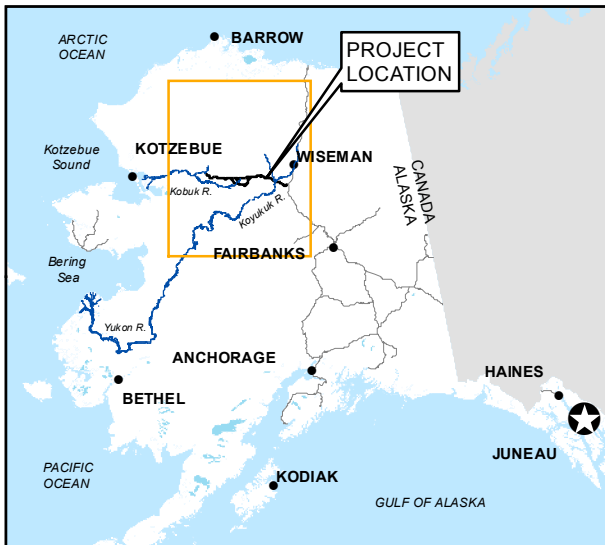 ARCTIC
OCEAN
BARROW
PROJECT
LOCATION
Kotzebue
Sound
KOTZEBUE
WISEMAN
Kobuk R.
Koyukuk R.
CANADA
ALASKA
Bering
Sea
FAIRBANKS
Yukon R.
ANCHORAGE
BETHEL
HAINES
JUNEAU
PACIFIC
OCEAN
KODIAK
GULF OF ALASKA